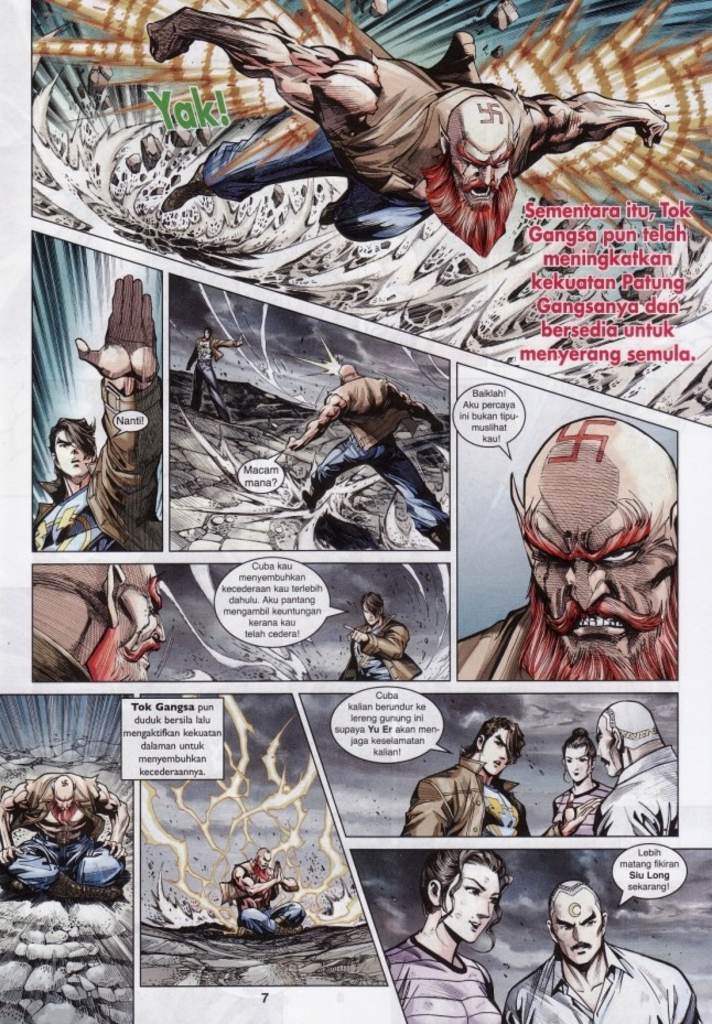 Yak!
Sementara itu, Tok
Gangsa pun telah
meningkatkan
kekuatan Patung
Gangsanya dan
bersedia untuk
menyerang semula.
Nanti!
Macam
mana?
Baiklah!
Aku percaya
ini bukan tipu-
muslihat
kau!
Cuba kau
menyembuhkan
kecederaan kau terlebih
dahulu. Aku pantang
mengambil keuntungan
kerana kau
telah cedera!
Tok Gangsa pun
duduk bersila lalu
mengaktifkan kekuatan
dalaman untuk
menyembuhkan
kecederaannya.
Cuba
kalian berundur ke
lereng gunung ini
supaya Yu Er akan men-
jaga keselamatan
kalian!
Lebih
matang fikiran
Siu Long
sekarang!
7